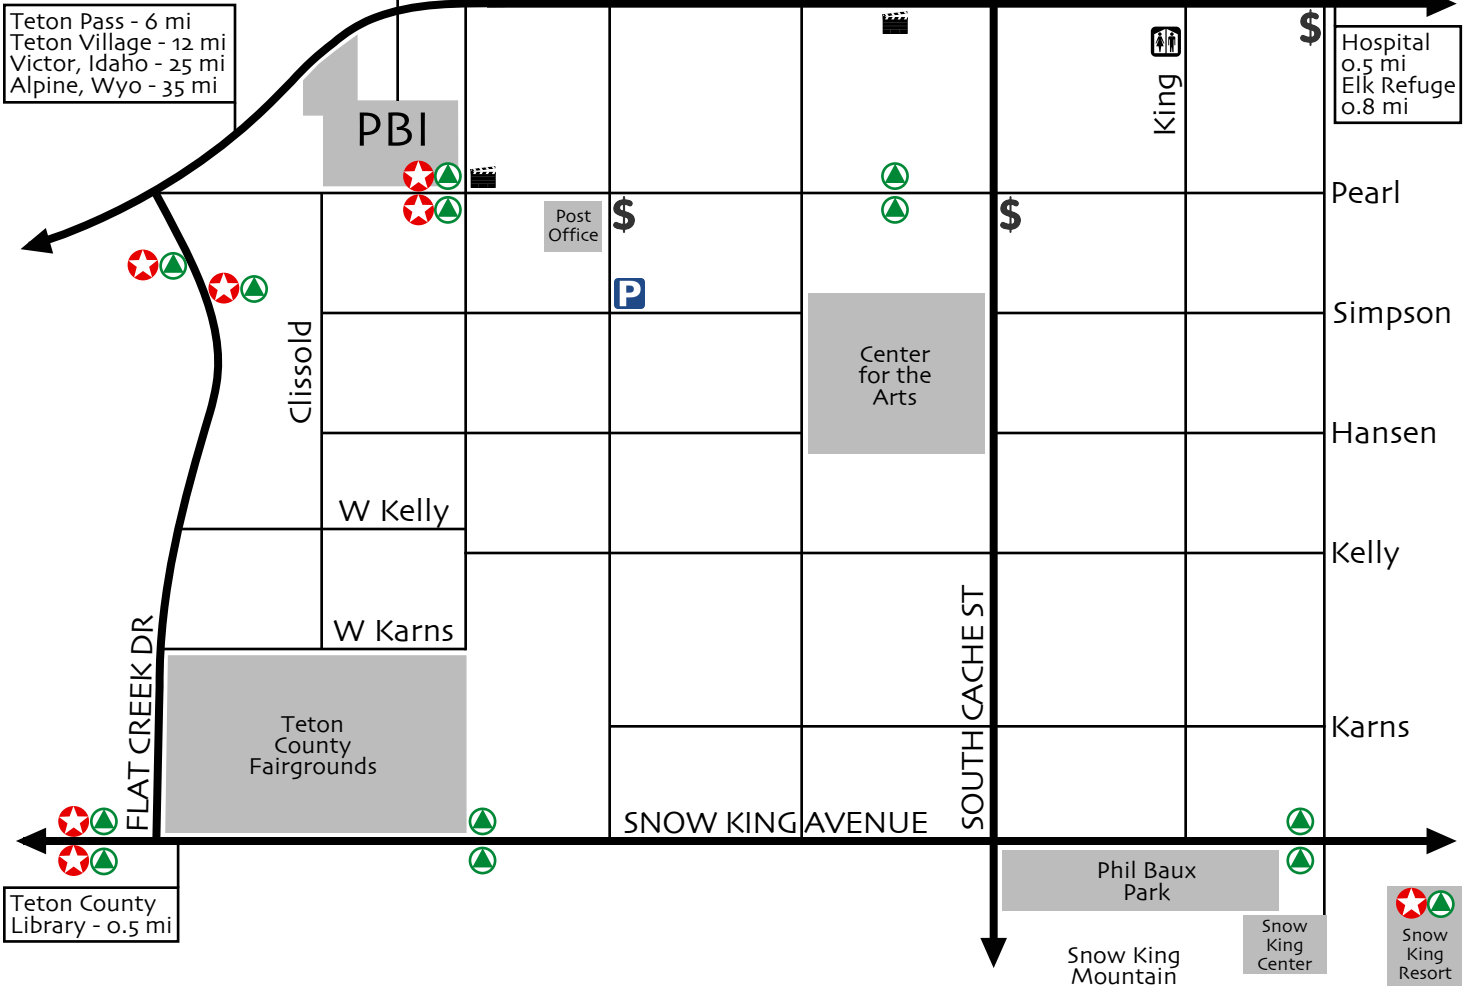 Teton Pass - 6 mi
Teton Village - 12 mi
Victor, Idaho - 25 mi
Alpine, Wyo - 35 mi
$
Hospital
0.5 mi
Elk Refuge
0.8 mi
King
PBI
Pearl
Post
Office
$
$
P
Simpson
Clissold
Center
for the
Arts
Hansen
W Kelly
Kelly
W Karns
FLAT CREEK DR
SOUTH CACHE ST
Teton
County
Fairgrounds
Karns
SNOW KING AVENUE
Phil Baux
Park
Teton County
Library - 0.5 mi
Snow
King
Center
Snow King
Mountain
Snow
King
Resort